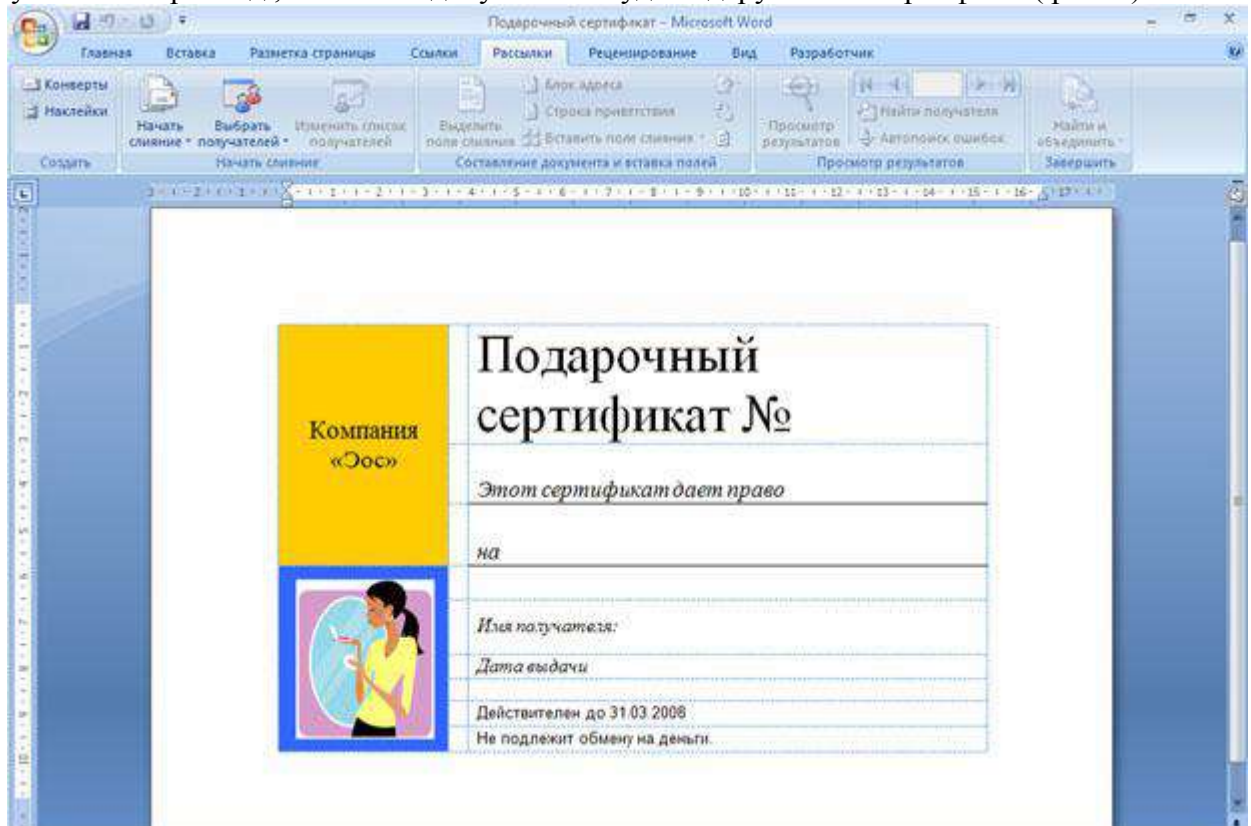 Подарочный сертификат - Microsoft Word
Главная Вставка Разметка страницы Ссылки Рассылки Рецензирование Вид Разработчик
Конверты
Наклейки
Создать
Начать слияние
Выбрать получателей
Изменить список получателей
Начать слияние
Выделить поля слияния
Блок адреса
Строка приветствия
Вставить поле слияния
Составление документа и вставка полей
Просмотр результатов
Найти получателя
Автопоиск ошибок
Просмотр результатов
Найти и объединить
Завершить
Компания
«Эос»
Подарочный
сертификат №
Этот сертификат дает право
на
Имя получателя:
Дата выдачи
Действителен до 31.03.2008
Не подлежит обмену на деньги.